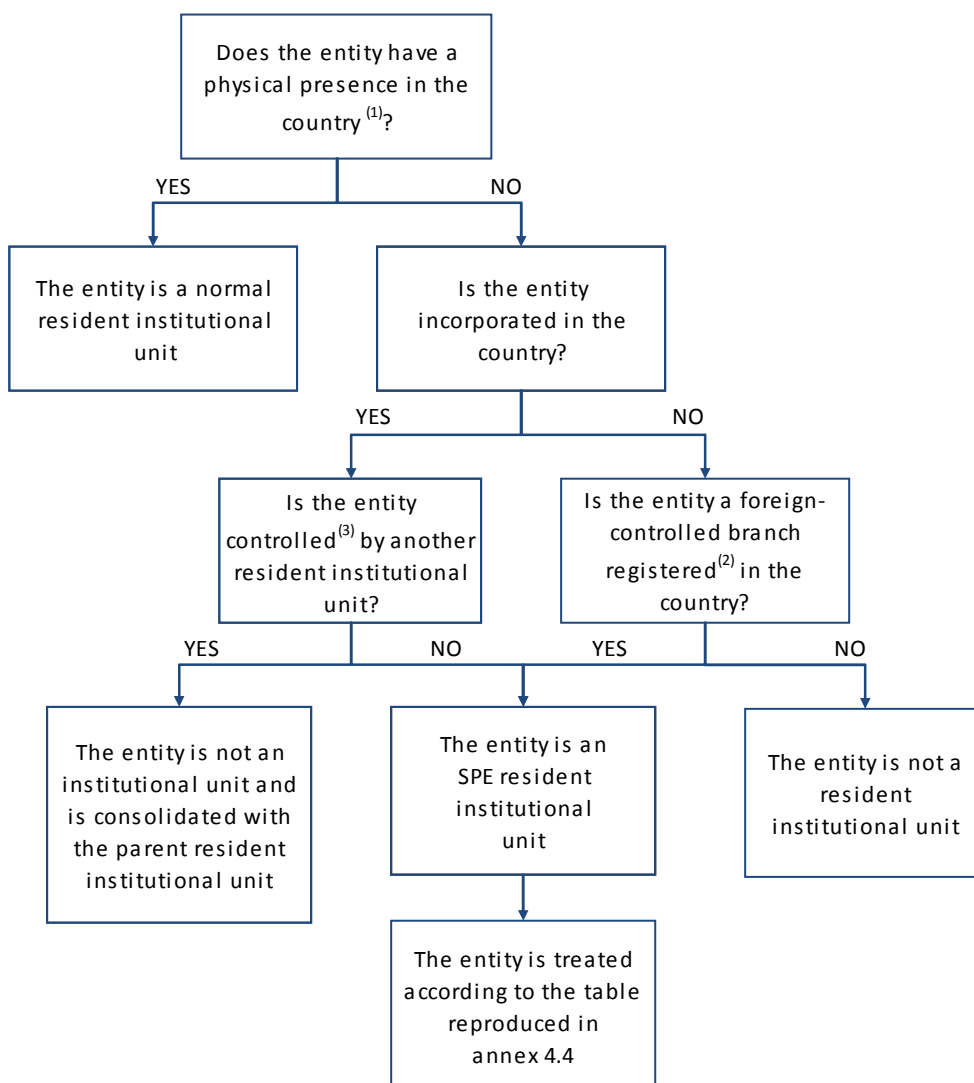 Does the entity have a
physical presence in the
country (1)?
YES
NO
The entity is a normal
resident institutional
unit
Is the entity
incorporated in the
country?
YES
NO
Is the entity
controlled(3) by another
resident institutional
unit?
Is the entity a foreign-
controlled branch
registered(2) in the
country?
YES
NO
YES
NO
The entity is not an
institutional unit and
is consolidated with
the parent resident
institutional unit
The entity is an
SPE resident
institutional
unit
The entity is not a
resident
institutional unit
The entity is treated
according to the table
reproduced in
annex 4.4